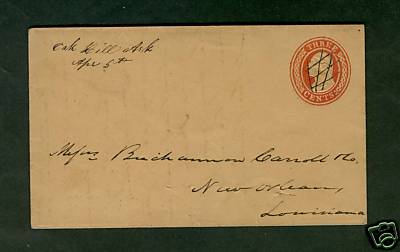 Oak Hill Ark
Apr 5th
THREE
CENTS
Messrs Buchannon Carroll & Co.
New Orleans,
Louisiana